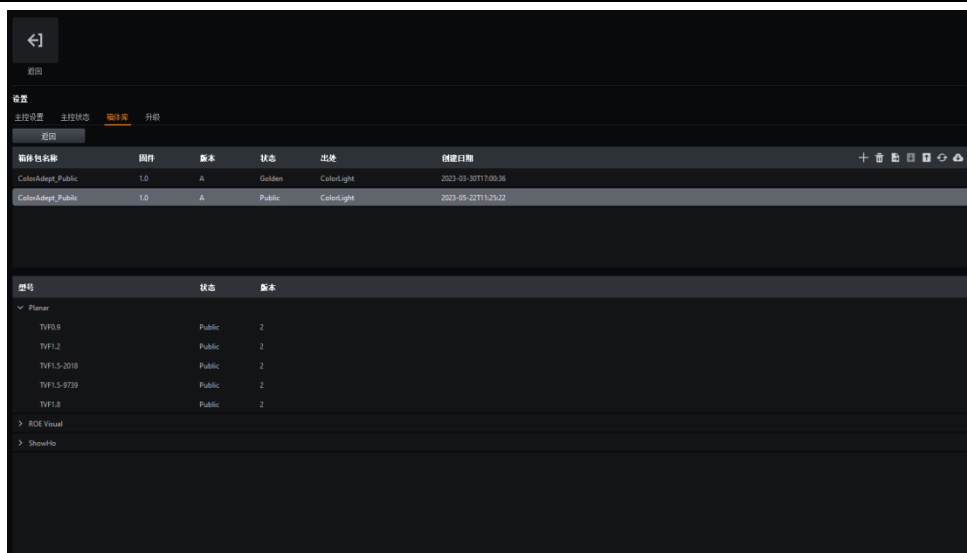 返回
设置
主控设置 主控状态 箱体库 升级
返回
箱体包名称 固件 版本 状态 出处 创建日期
ColorAdept_Public 1.0 A Golden ColorLight 2023-03-30T17:00:36
ColorAdept_Pubilc 1.0 A Public ColorLight 2023-05-22T11:25:22
型号 状态 版本
Planar
TVF0.9 Public 2
TVF1.2 Public 2
TVF1.5-2018 Public 2
TVF1.5-9739 Public 2
TVF1.8 Public 2
ROE Visual
ShowHo